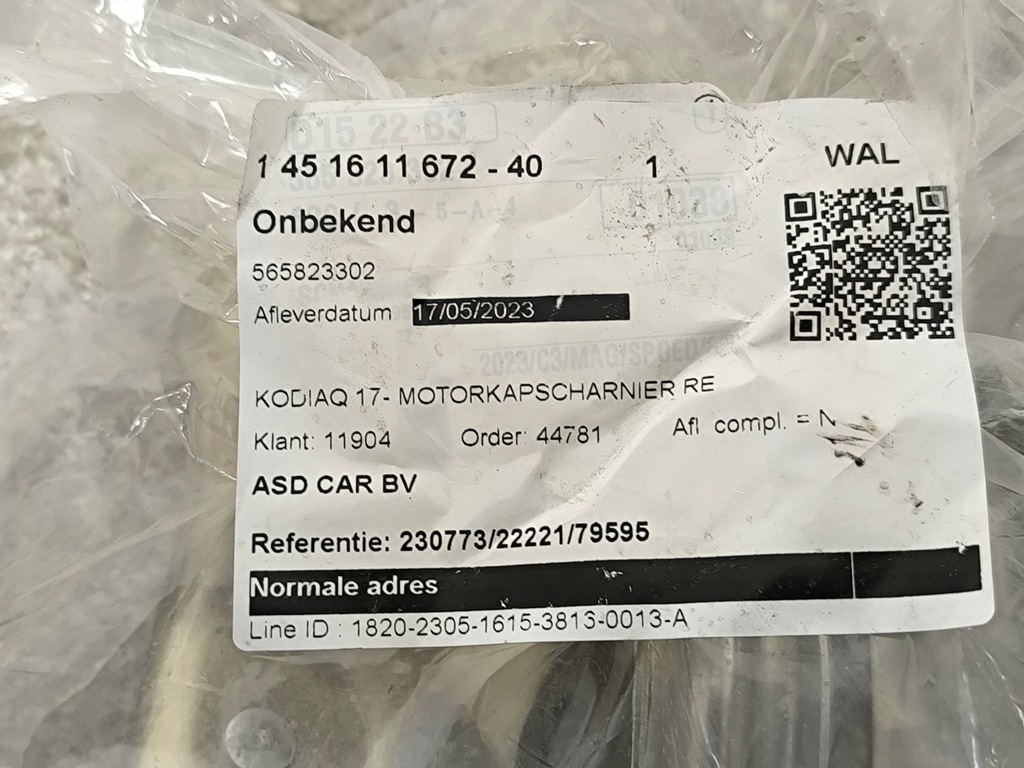 1 45 16 11 672 - 40 1 WAL
Onbekend
565823302
Afleverdatum 17/05/2023
KODIAQ 17- MOTORKAPSCHARNIER RE
Klant: 11904 Order: 44781 Afl compl. = N
ASD CAR BV
Referentie: 230773/22221/79595
Normale adres
Line ID : 1820-2305-1615-3813-0013-A